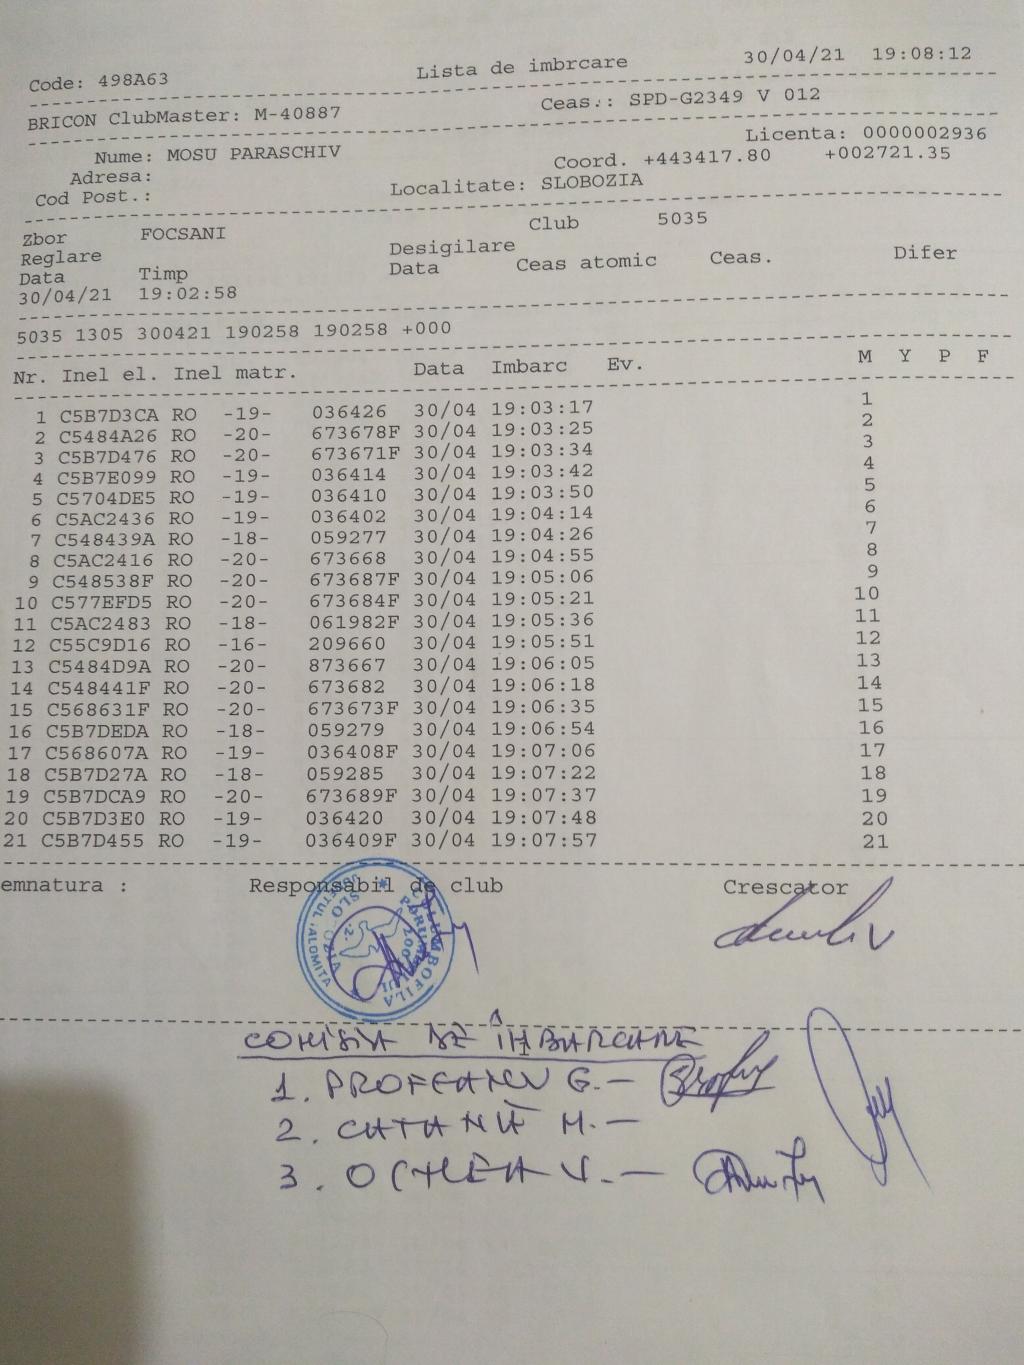 Code: 498A63 Lista de imbrcare 30/04/21 19:08:12
BRICON ClubMaster: M-40887 Ceas.: SPD-G2349 V 012
Licenta: 0000002936
Nume: MOSU PARASCHIV Coord. +443417.80 +002721.35
Adresa:
Cod Post.: Localitate: SLOBOZIA
Zbor FOCSANI Club 5035
Reglare Desigilare
Data Timp Data Ceas atomic Ceas. Difer
30/04/21 19:02:58
5035 1305 300421 190258 190258 +000
Nr. Inel el. Inel matr. Data Imbarc Ev. M Y P F
1 C5B7D3CA RO -19- 036426 30/04 19:03:17 1
2 C5484A26 RO -20- 673678F 30/04 19:03:25 2
3 C5B7D476 RO -20- 673671F 30/04 19:03:34 3
4 C5B7E099 RO -19- 036414 30/04 19:03:42 4
5 C5704DE5 RO -19- 036410 30/04 19:03:50 5
6 C5AC2436 RO -19- 036402 30/04 19:04:14 6
7 C548439A RO -18- 059277 30/04 19:04:26 7
8 C5AC2416 RO -20- 673668 30/04 19:04:55 8
9 C548538F RO -20- 673687F 30/04 19:05:06 9
10 C577EFD5 RO -20- 673684F 30/04 19:05:21 10
11 C5AC2483 RO -18- 061982F 30/04 19:05:36 11
12 C55C9D16 RO -16- 209660 30/04 19:05:51 12
13 C5484D9A RO -20- 873667 30/04 19:06:05 13
14 C548441F RO -20- 673682 30/04 19:06:18 14
15 C568631F RO -20- 673673F 30/04 19:06:35 15
16 C5B7DEDA RO -18- 059279 30/04 19:06:54 16
17 C568607A RO -19- 036408F 30/04 19:07:06 17
18 C5B7D27A RO -18- 059285 30/04 19:07:22 18
19 C5B7DCA9 RO -20- 673689F 30/04 19:07:37 19
20 C5B7D3E0 RO -19- 036420 30/04 19:07:48 20
21 C5B7D455 RO -19- 036409F 30/04 19:07:57 21
emnatura : Responsabil de club Crescator
COLUMBOFILA
JUDETUL IALOMITA
COMISIA DE ÎMBARCARE
1. PROFEANU G. -
2. CATANĂ M. -
3. OCHLEA V. -